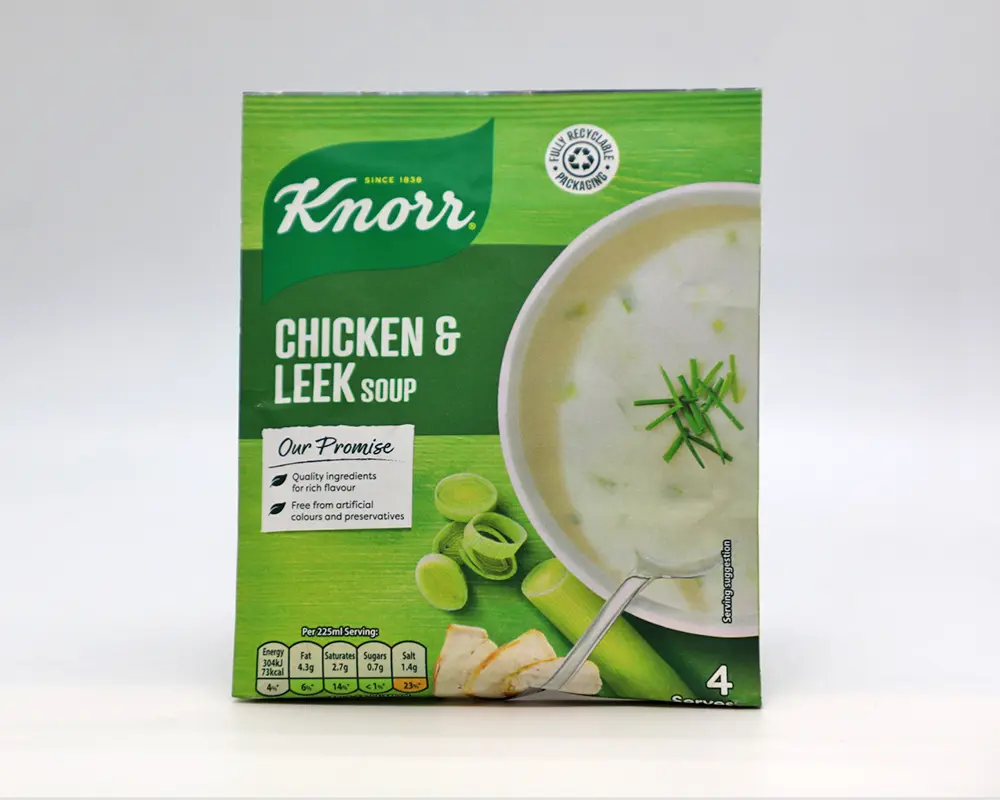 SINCE 1838
Knorr
FULLY RECYCLABLE
PACKAGING
CHICKEN &
LEEK SOUP
Our Promise
Quality ingredients
for rich flavour
Free from artificial
colours and preservatives
Serving suggestion
Per 225ml Serving:
Energy
304kJ
73kcal
4%*
Fat
4.3g
6%*
Saturates
2.7g
14%*
Sugars
0.7g
<1%*
Salt
1.4g
23%*
4
Serves